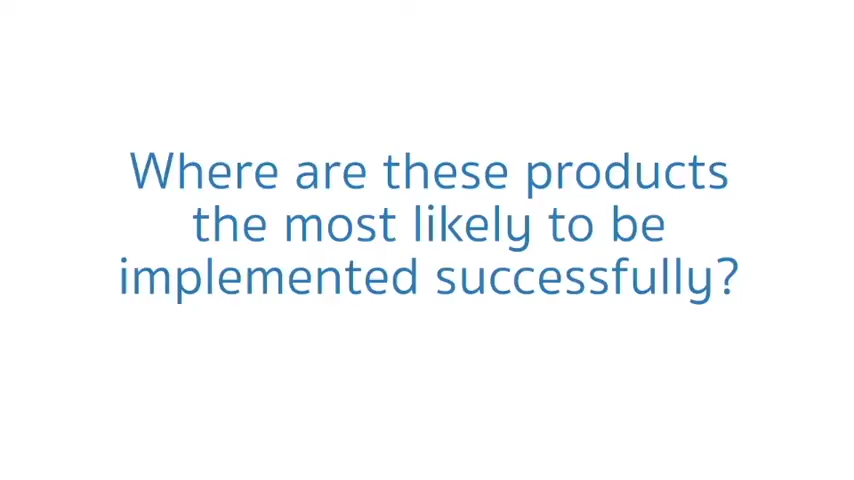 Where are these products
the most likely to be
implemented successfully?